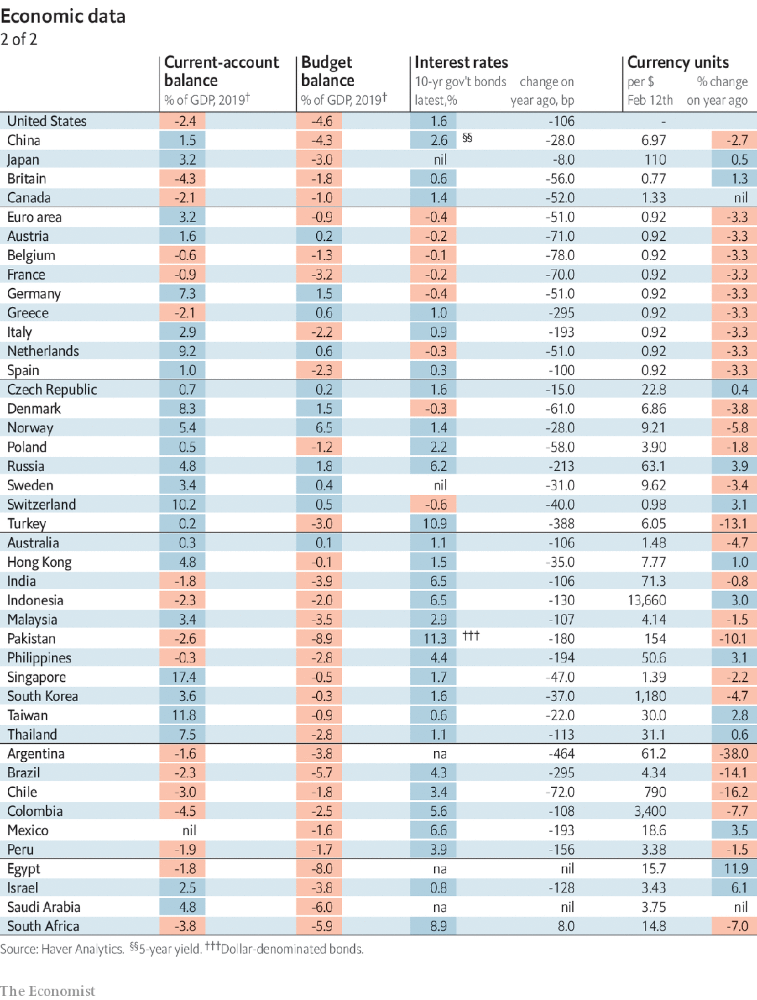 Economic data
2 of 2
Current-account balance % of GDP, 2019† Budget balance % of GDP, 2019† Interest rates 10-yr gov't bonds latest,% change on year ago, bp Currency units per $ Feb 12th % change on year ago
United States -2.4 -4.6 1.6 -106 -
China 1.5 -4.3 2.6 §§ -28.0 6.97 -2.7
Japan 3.2 -3.0 nil -8.0 110 0.5
Britain -4.3 -1.8 0.6 -56.0 0.77 1.3
Canada -2.1 -1.0 1.4 -52.0 1.33 nil
Euro area 3.2 -0.9 -0.4 -51.0 0.92 -3.3
Austria 1.6 0.2 -0.2 -71.0 0.92 -3.3
Belgium -0.6 -1.3 -0.1 -78.0 0.92 -3.3
France -0.9 -3.2 -0.2 -70.0 0.92 -3.3
Germany 7.3 1.5 -0.4 -51.0 0.92 -3.3
Greece -2.1 0.6 1.0 -295 0.92 -3.3
Italy 2.9 -2.2 0.9 -193 0.92 -3.3
Netherlands 9.2 0.6 -0.3 -51.0 0.92 -3.3
Spain 1.0 -2.3 0.3 -100 0.92 -3.3
Czech Republic 0.7 0.2 1.6 -15.0 22.8 0.4
Denmark 8.3 1.5 -0.3 -61.0 6.86 -3.8
Norway 5.4 6.5 1.4 -28.0 9.21 -5.8
Poland 0.5 -1.2 2.2 -58.0 3.90 -1.8
Russia 4.8 1.8 6.2 -213 63.1 3.9
Sweden 3.4 0.4 nil -31.0 9.62 -3.4
Switzerland 10.2 0.5 -0.6 -40.0 0.98 3.1
Turkey 0.2 -3.0 10.9 -388 6.05 -13.1
Australia 0.3 0.1 1.1 -106 1.48 -4.7
Hong Kong 4.8 -0.1 1.5 -35.0 7.77 1.0
India -1.8 -3.9 6.5 -106 71.3 -0.8
Indonesia -2.3 -2.0 6.5 -130 13,660 3.0
Malaysia 3.4 -3.5 2.9 -107 4.14 -1.5
Pakistan -2.6 -8.9 11.3 ††† -180 154 -10.1
Philippines -0.3 -2.8 4.4 -194 50.6 3.1
Singapore 17.4 -0.5 1.7 -47.0 1.39 -2.2
South Korea 3.6 -0.3 1.6 -37.0 1,180 -4.7
Taiwan 11.8 -0.9 0.6 -22.0 30.0 2.8
Thailand 7.5 -2.8 1.1 -113 31.1 0.6
Argentina -1.6 -3.8 na -464 61.2 -38.0
Brazil -2.3 -5.7 4.3 -295 4.34 -14.1
Chile -3.0 -1.8 3.4 -72.0 790 -16.2
Colombia -4.5 -2.5 5.6 -108 3,400 -7.7
Mexico nil -1.6 6.6 -193 18.6 3.5
Peru -1.9 -1.7 3.9 -156 3.38 -1.5
Egypt -1.8 -8.0 na nil 15.7 11.9
Israel 2.5 -3.8 0.8 -128 3.43 6.1
Saudi Arabia 4.8 -6.0 na nil 3.75 nil
South Africa -3.8 -5.9 8.9 8.0 14.8 -7.0
Source: Haver Analytics. §§5-year yield. †††Dollar-denominated bonds.
The Economist